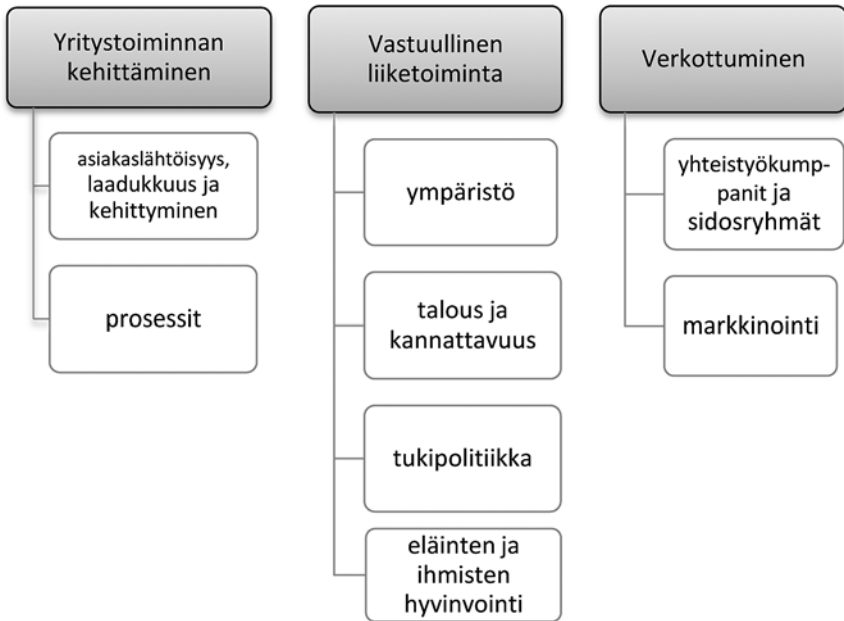 Yritystoiminnan
kehittäminen
asiakaslähtöisyys,
laadukkuus ja
kehittyminen
prosessit
Vastuullinen
liiketoiminta
ympäristö
talous ja
kannattavuus
tukipolitiikka
eläinten ja
ihmisten
hyvinvointi
Verkottuminen
yhteistyökump-
panit ja
sidosryhmät
markkinointi